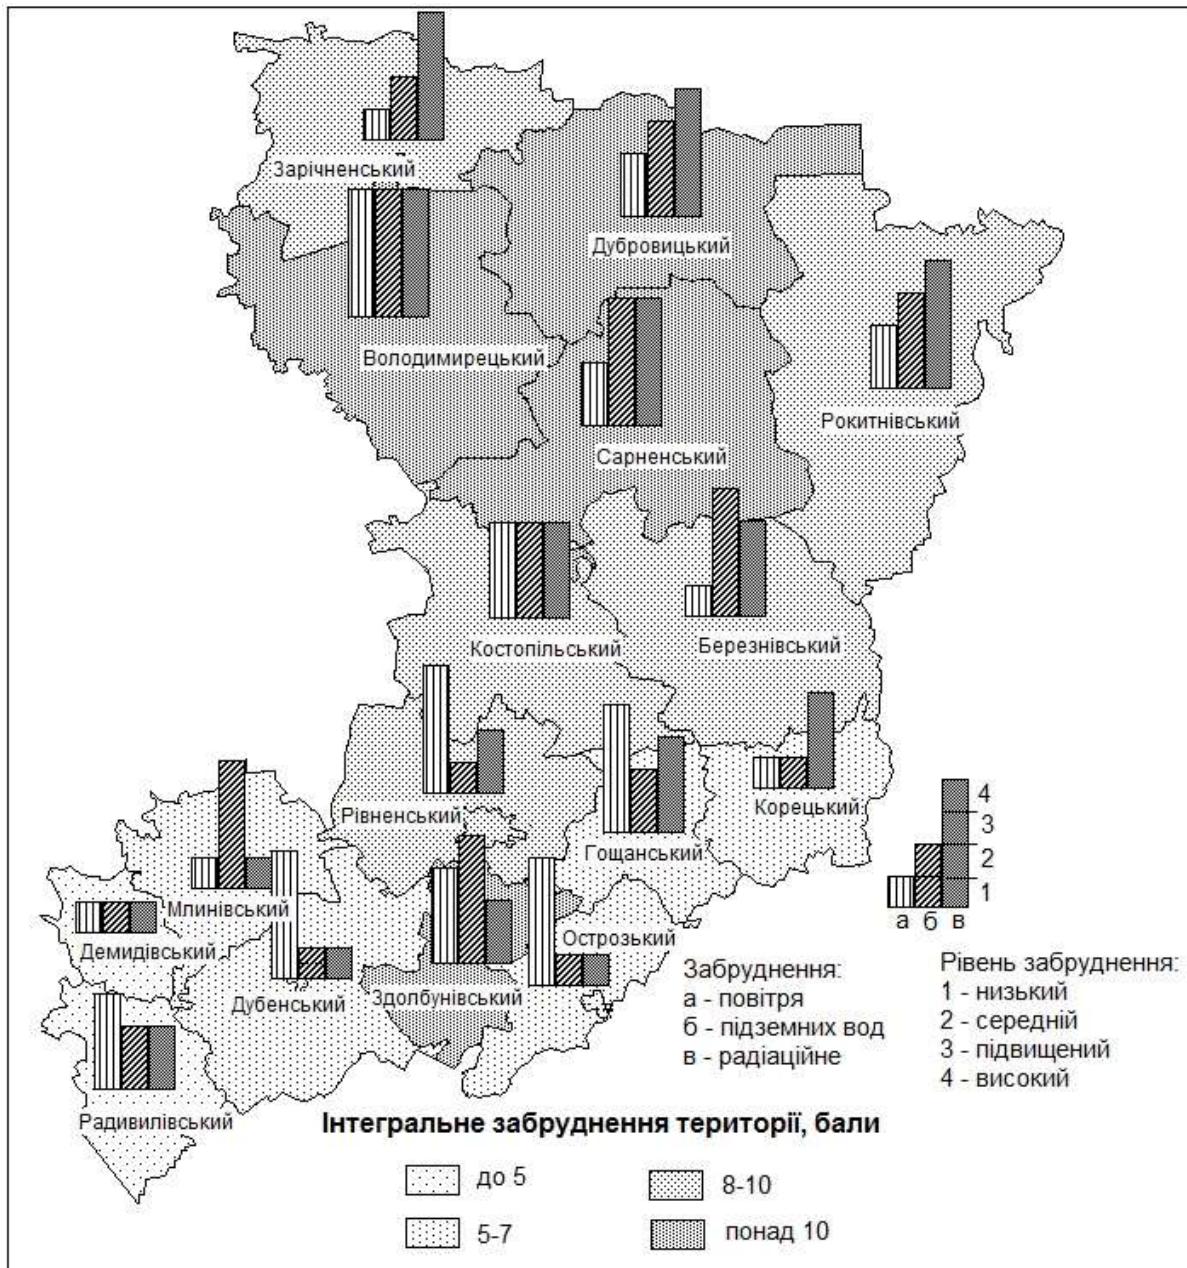 Зарічненський
Дубровицький
Володимирецький
Рокитнівський
Сарненський
Костопільський
Березнівський
Рівненський
Корецький
Гощанський
Млинівський
Демидівський
Дубенський
Здолбунівський
Острозький
Радивилівський
4
3
2
1
а б в
Забруднення:
а - повітря
б - підземних вод
в - радіаційне
Рівень забруднення:
1 - низький
2 - середній
3 - підвищений
4 - високий
Інтегральне забруднення території, бали
до 5
5-7
8-10
понад 10